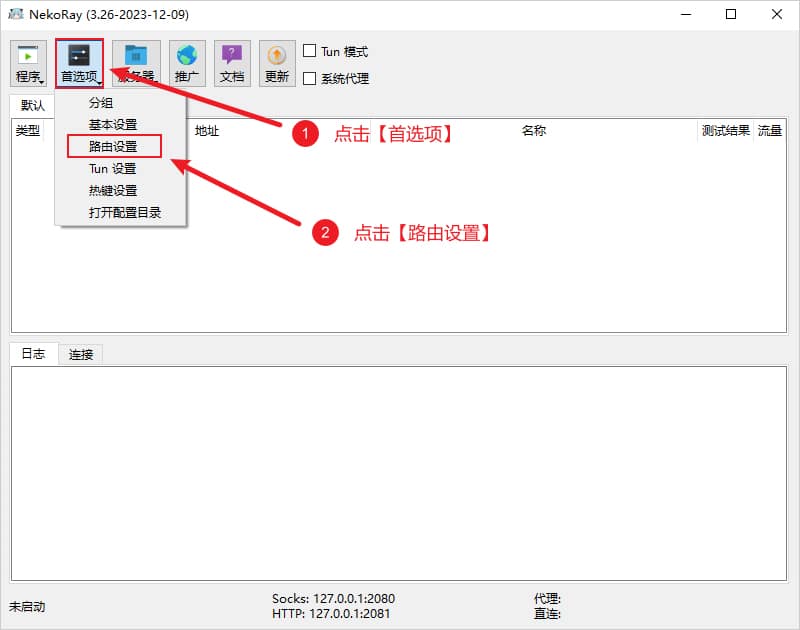 NekoRay (3.26-2023-12-09)
程序 首选项 服务器 推广 文档 更新
Tun 模式
系统代理
默认
类型 地址 名称 测试结果 流量
分组
基本设置
路由设置
Tun 设置
热键设置
打开配置目录
1 点击【首选项】
2 点击【路由设置】
日志 连接
未启动
Socks: 127.0.0.1:2080
HTTP: 127.0.0.1:2081
代理:
直连: